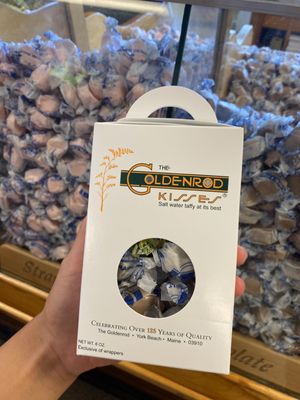 THE
GOLDENROD
KISSES®
Salt water taffy at its best
CELEBRATING OVER 125 YEARS OF QUALITY
The Goldenrod • York Beach • Maine • 03910
NET WT. 6 OZ.
Exclusive of wrappers